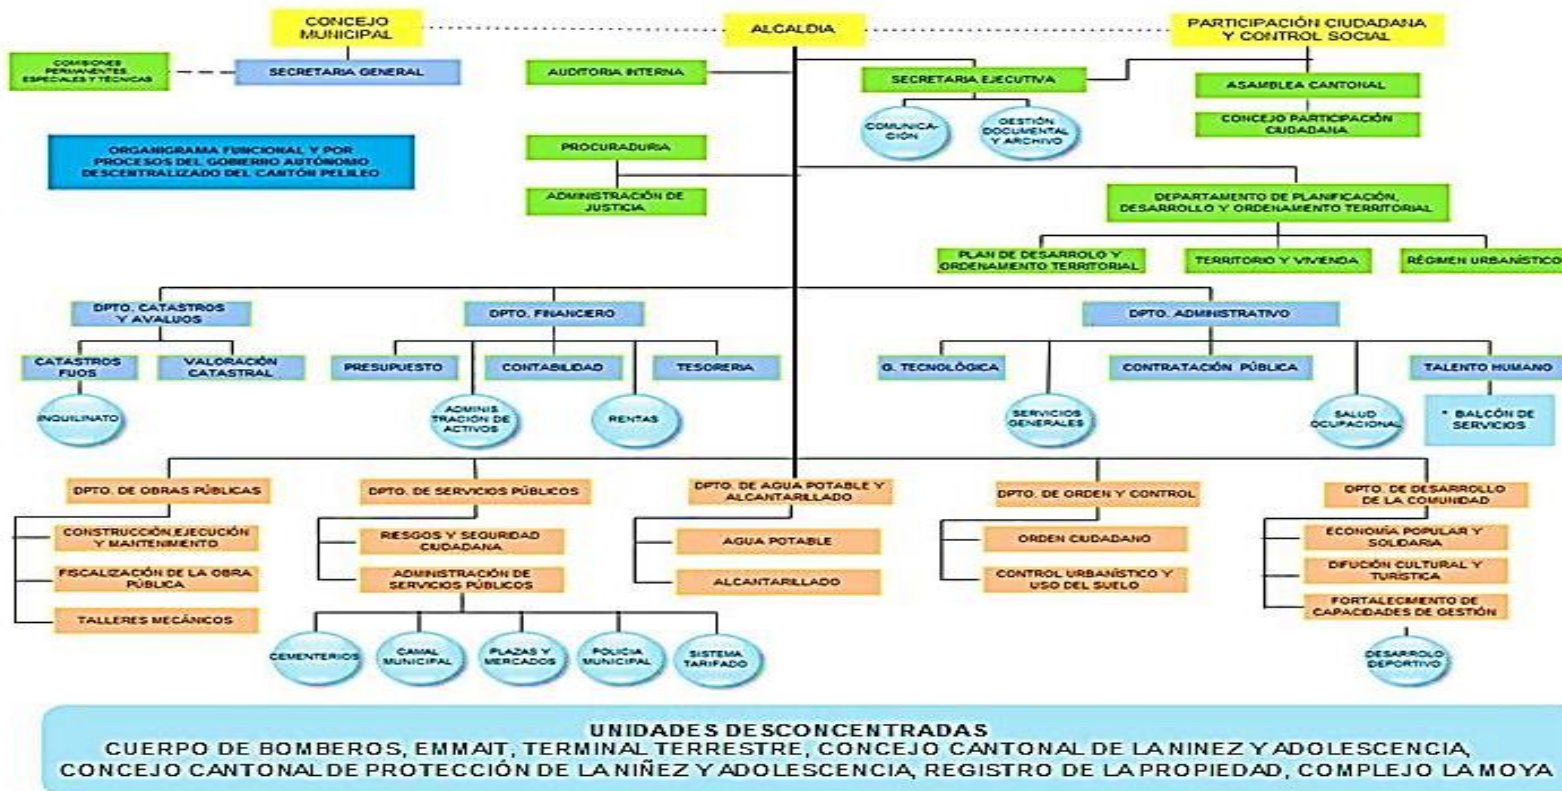 CONCEJO
MUNICIPAL
ALCALDIA
PARTICIPACIÓN CIUDADANA
Y CONTROL SOCIAL
COMISIONES
PERMANENTES,
ESPECIALES Y TÉCNICAS
SECRETARIA GENERAL
AUDITORIA INTERNA
SECRETARIA EJECUTIVA
ASAMBLEA CANTONAL
COMUNICA-
CIÓN
GESTIÓN
DOCUMENTAL
Y ARCHIVO
CONCEJO PARTICIPACIÓN
CIUDADANA
ORGANIGRAMA FUNCIONAL Y POR
PROCESOS DEL GOBIERNO AUTÓNOMO
DESCENTRALIZADO DEL CANTÓN PELILEO
PROCURADURIA
ADMINISTRACIÓN DE
JUSTICIA
DEPARTAMENTO DE PLANIFICACIÓN,
DESARROLLO Y ORDENAMIENTO TERRITORIAL
PLAN DE DESARROLO Y
ORDENAMIENTO TERRITORIAL
TERRITORIO Y VIVIENDA
RÉGIMEN URBANÍSTICO
DPTO. CATASTROS
Y AVALUOS
DPTO. FINANCIERO
DPTO. ADMINISTRATIVO
CATASTROS
FIJOS
VALORACIÓN
CATASTRAL
PRESUPUESTO
CONTABILIDAD
TESORERIA
G. TECNOLÓGICA
CONTRATACIÓN PÚBLICA
TALENTO HUMANO
INQUILINATO
ADMINIS
TRACIÓN DE
ACTIVOS
RENTAS
SERVICIOS
GENERALES
SALUD
OCUPACIONAL
* BALCÓN DE
SERVICIOS
DPTO. DE OBRAS PÚBLICAS
DPTO. DE SERVICIOS PÚBLICOS
DPTO. DE AGUA POTABLE Y
ALCANTARILLADO
DPTO. DE ORDEN Y CONTROL
DPTO. DE DESARROLLO
DE LA COMUNIDAD
CONSTRUCCIÓN,EJECUCIÓN
Y MANTENIMIENTO
RIESGOS Y SEGURIDAD
CIUDADANA
AGUA POTABLE
ORDEN CIUDADANO
ECONOMÍA POPULAR Y
SOLIDARIA
FISCALIZACIÓN DE LA OBRA
PÚBLICA
ADMINISTRACIÓN DE
SERVICIOS PÚBLICOS
ALCANTARILLADO
CONTROL URBANÍSTICO Y
USO DEL SUELO
DIFUCIÓN CULTURAL Y
TURÍSTICA
TALLERES MECÁNICOS
FORTALECIMIENTO DE
CAPACIDADES DE GESTIÓN
CEMENTERIOS
CAMAL
MUNICIPAL
PLAZAS Y
MERCADOS
POLICIA
MUNICIPAL
SISTEMA
TARIFADO
DESARROLO
DEPORTIVO
UNIDADES DESCONCENTRADAS
CUERPO DE BOMBEROS, EMMAIT, TERMINAL TERRESTRE, CONCEJO CANTONAL DE LA NINEZ Y ADOLESCENCIA,
CONCEJO CANTONAL DE PROTECCIÓN DE LA NIÑEZ Y ADOLESCENCIA, REGISTRO DE LA PROPIEDAD, COMPLEJO LA MOYA